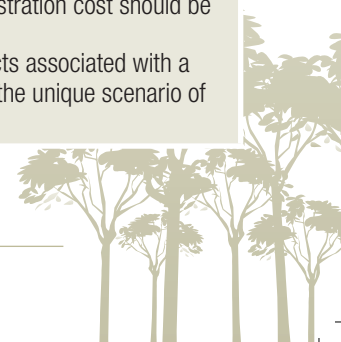 stration cost should be
cts associated with a
the unique scenario of